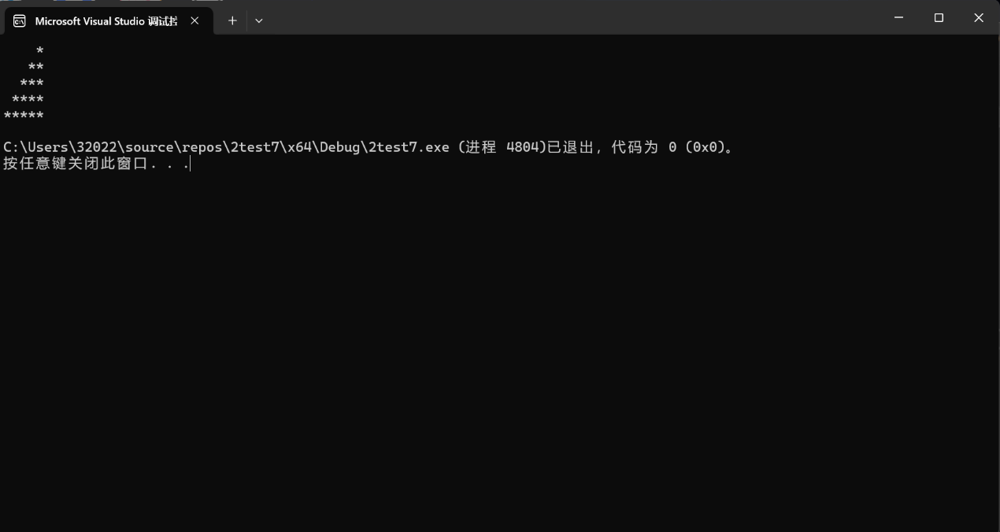 Microsoft Visual Studio 调试控
    *
   **
  ***
 ****
*****
C:\Users\32022\source\repos\2test7\x64\Debug\2test7.exe (进程 4804)已退出，代码为 0 (0x0)。
按任意键关闭此窗口. . .